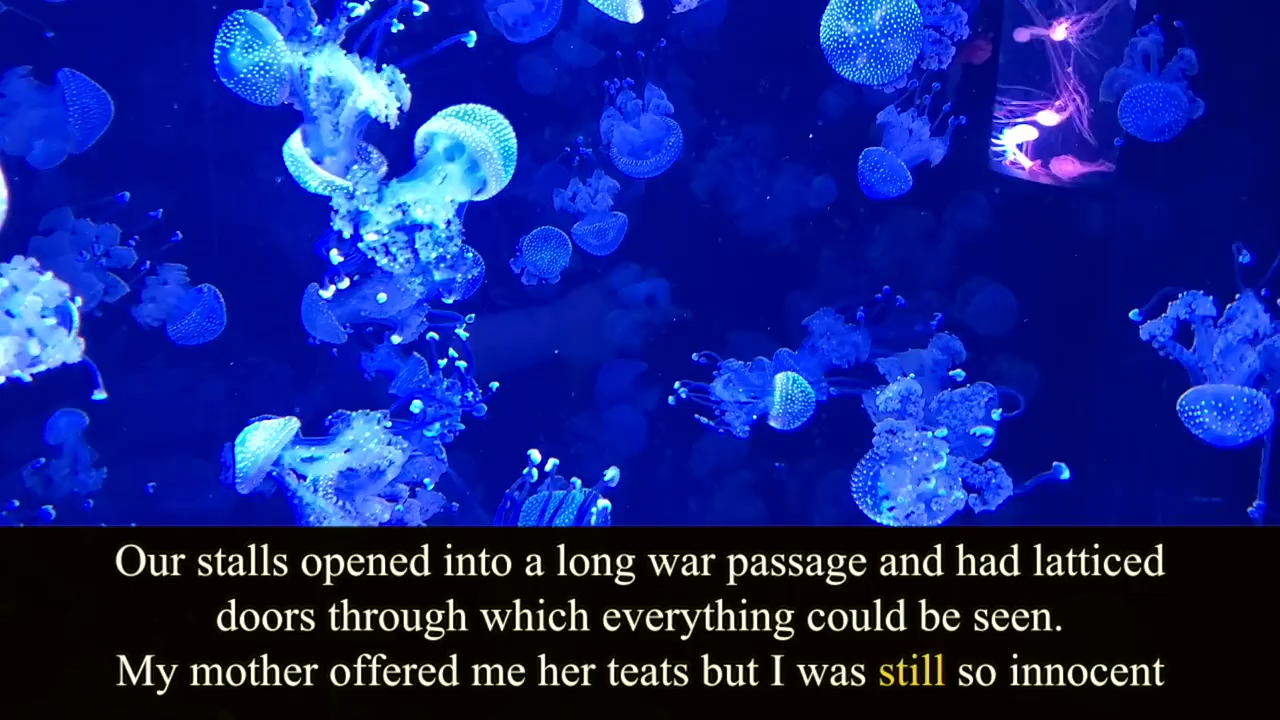 Our stalls opened into a long war passage and had latticed
doors through which everything could be seen.
My mother offered me her teats but I was still so innocent